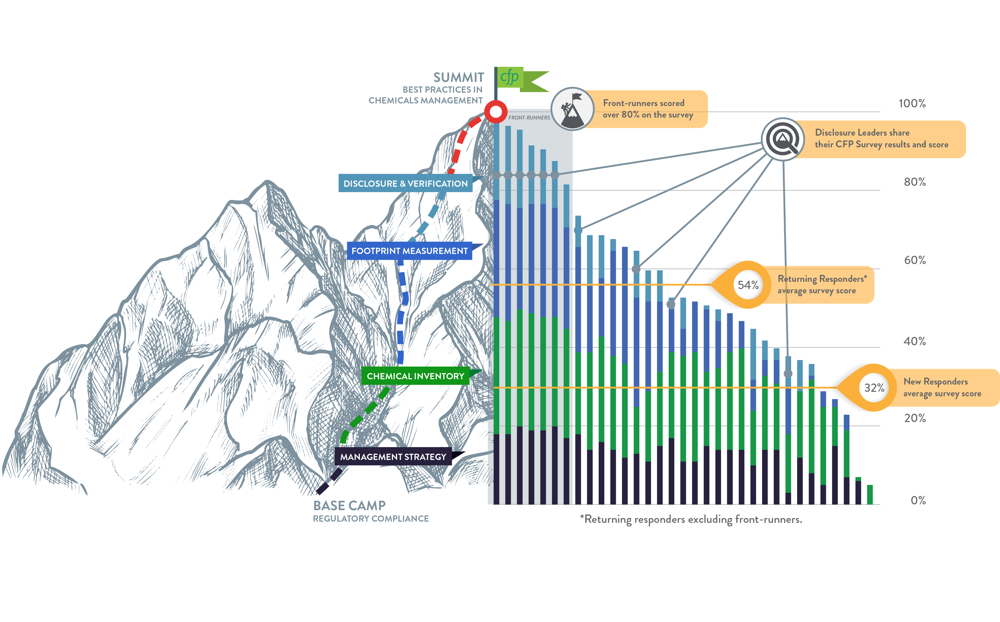 SUMMIT
BEST PRACTICES IN
CHEMICALS MANAGEMENT
cfp
FRONT-RUNNERS
Front-runners scored
over 80% on the survey
100%
Disclosure Leaders share
their CFP Survey results and score
DISCLOSURE & VERIFICATION
80%
FOOTPRINT MEASUREMENT
60%
54%
Returning Responders*
average survey score
40%
CHEMICAL INVENTORY
32%
New Responders
average survey score
20%
MANAGEMENT STRATEGY
0%
BASE CAMP
REGULATORY COMPLIANCE
*Returning responders excluding front-runners.